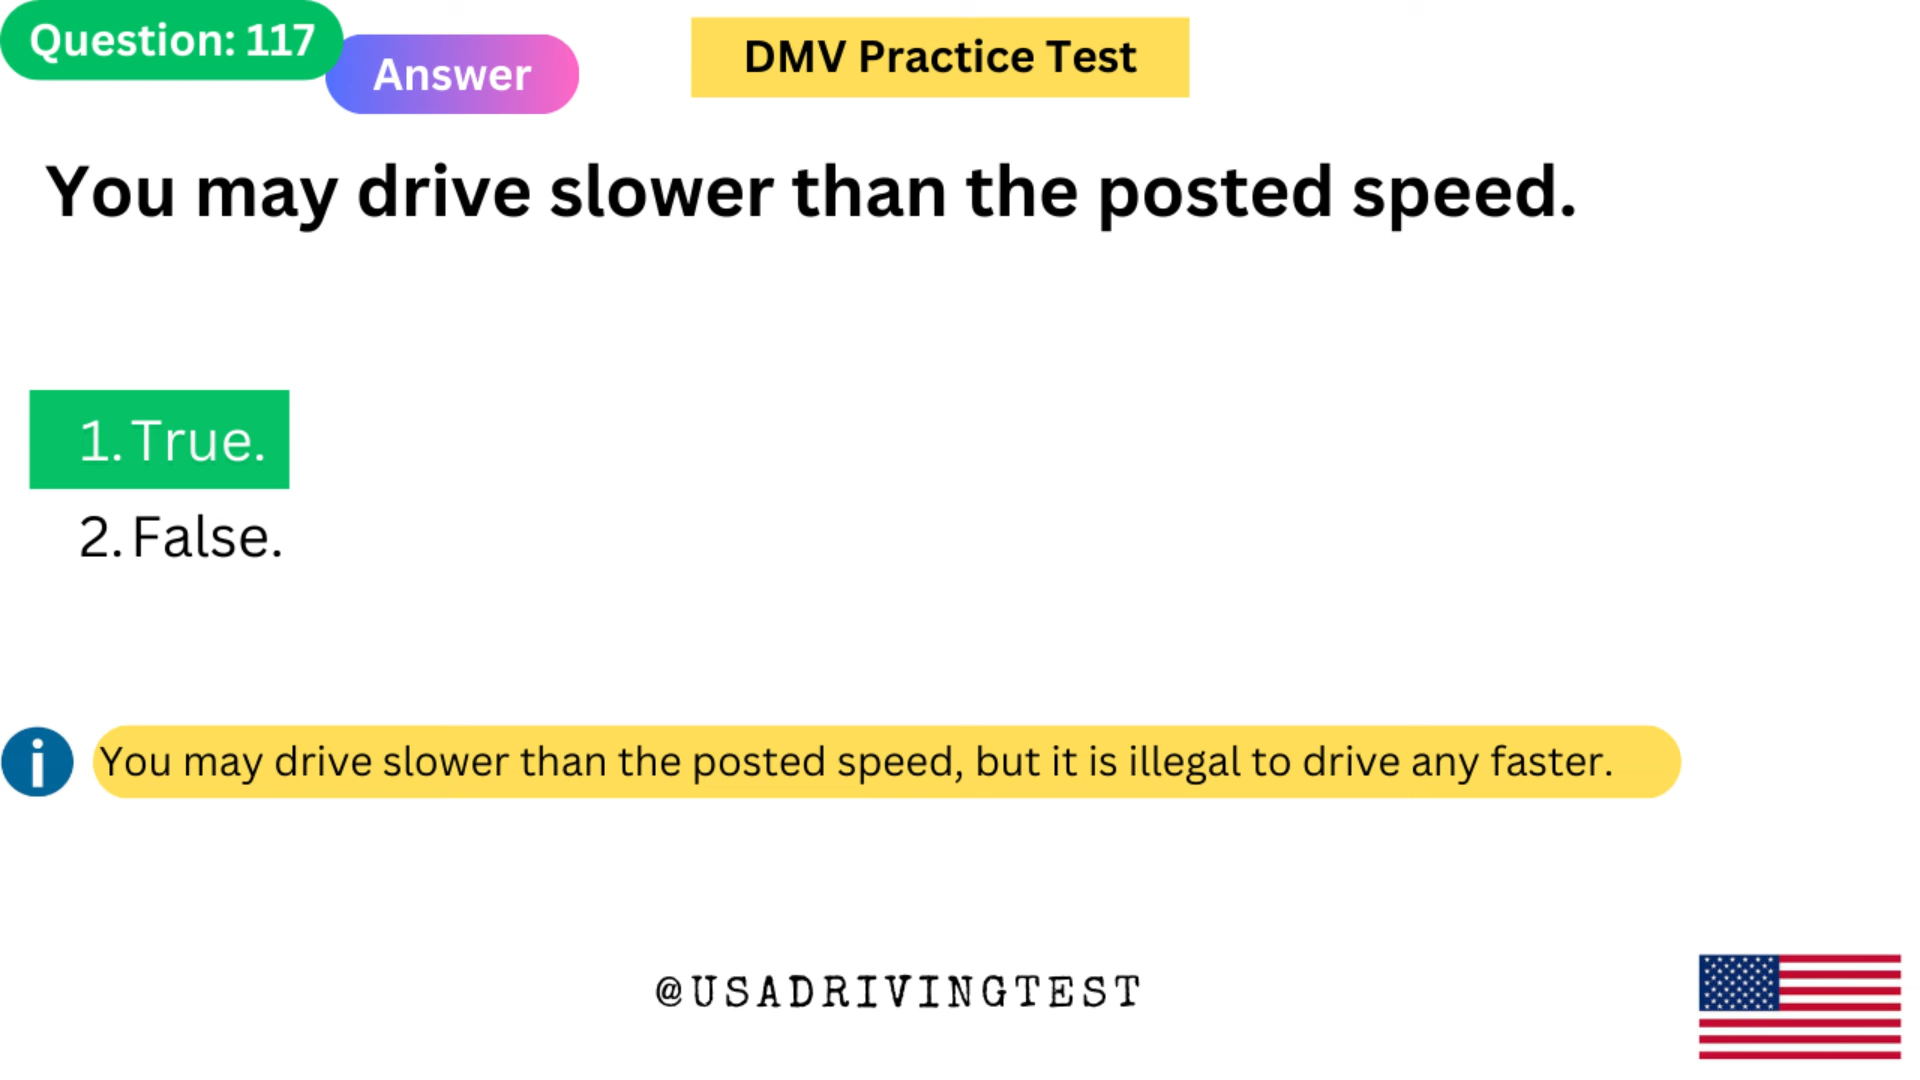 Question: 117
Answer
DMV Practice Test
You may drive slower than the posted speed.
1. True.
2. False.
i
You may drive slower than the posted speed, but it is illegal to drive any faster.
@USADRIVINGTEST